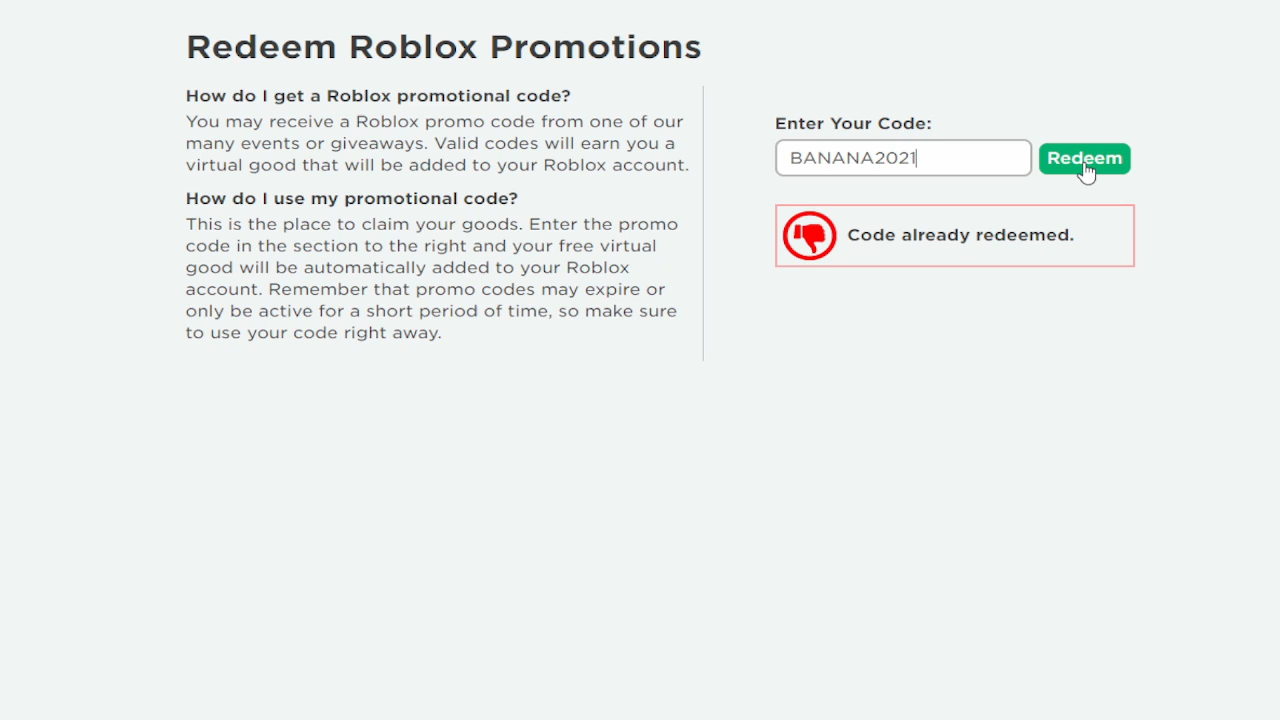 Redeem Roblox Promotions
How do I get a Roblox promotional code?
You may receive a Roblox promo code from one of our
many events or giveaways. Valid codes will earn you a
virtual good that will be added to your Roblox account.
How do I use my promotional code?
This is the place to claim your goods. Enter the promo
code in the section to the right and your free virtual
good will be automatically added to your Roblox
account. Remember that promo codes may expire or
only be active for a short period of time, so make sure
to use your code right away.
Enter Your Code:
BANANA2021
Redeem
Code already redeemed.